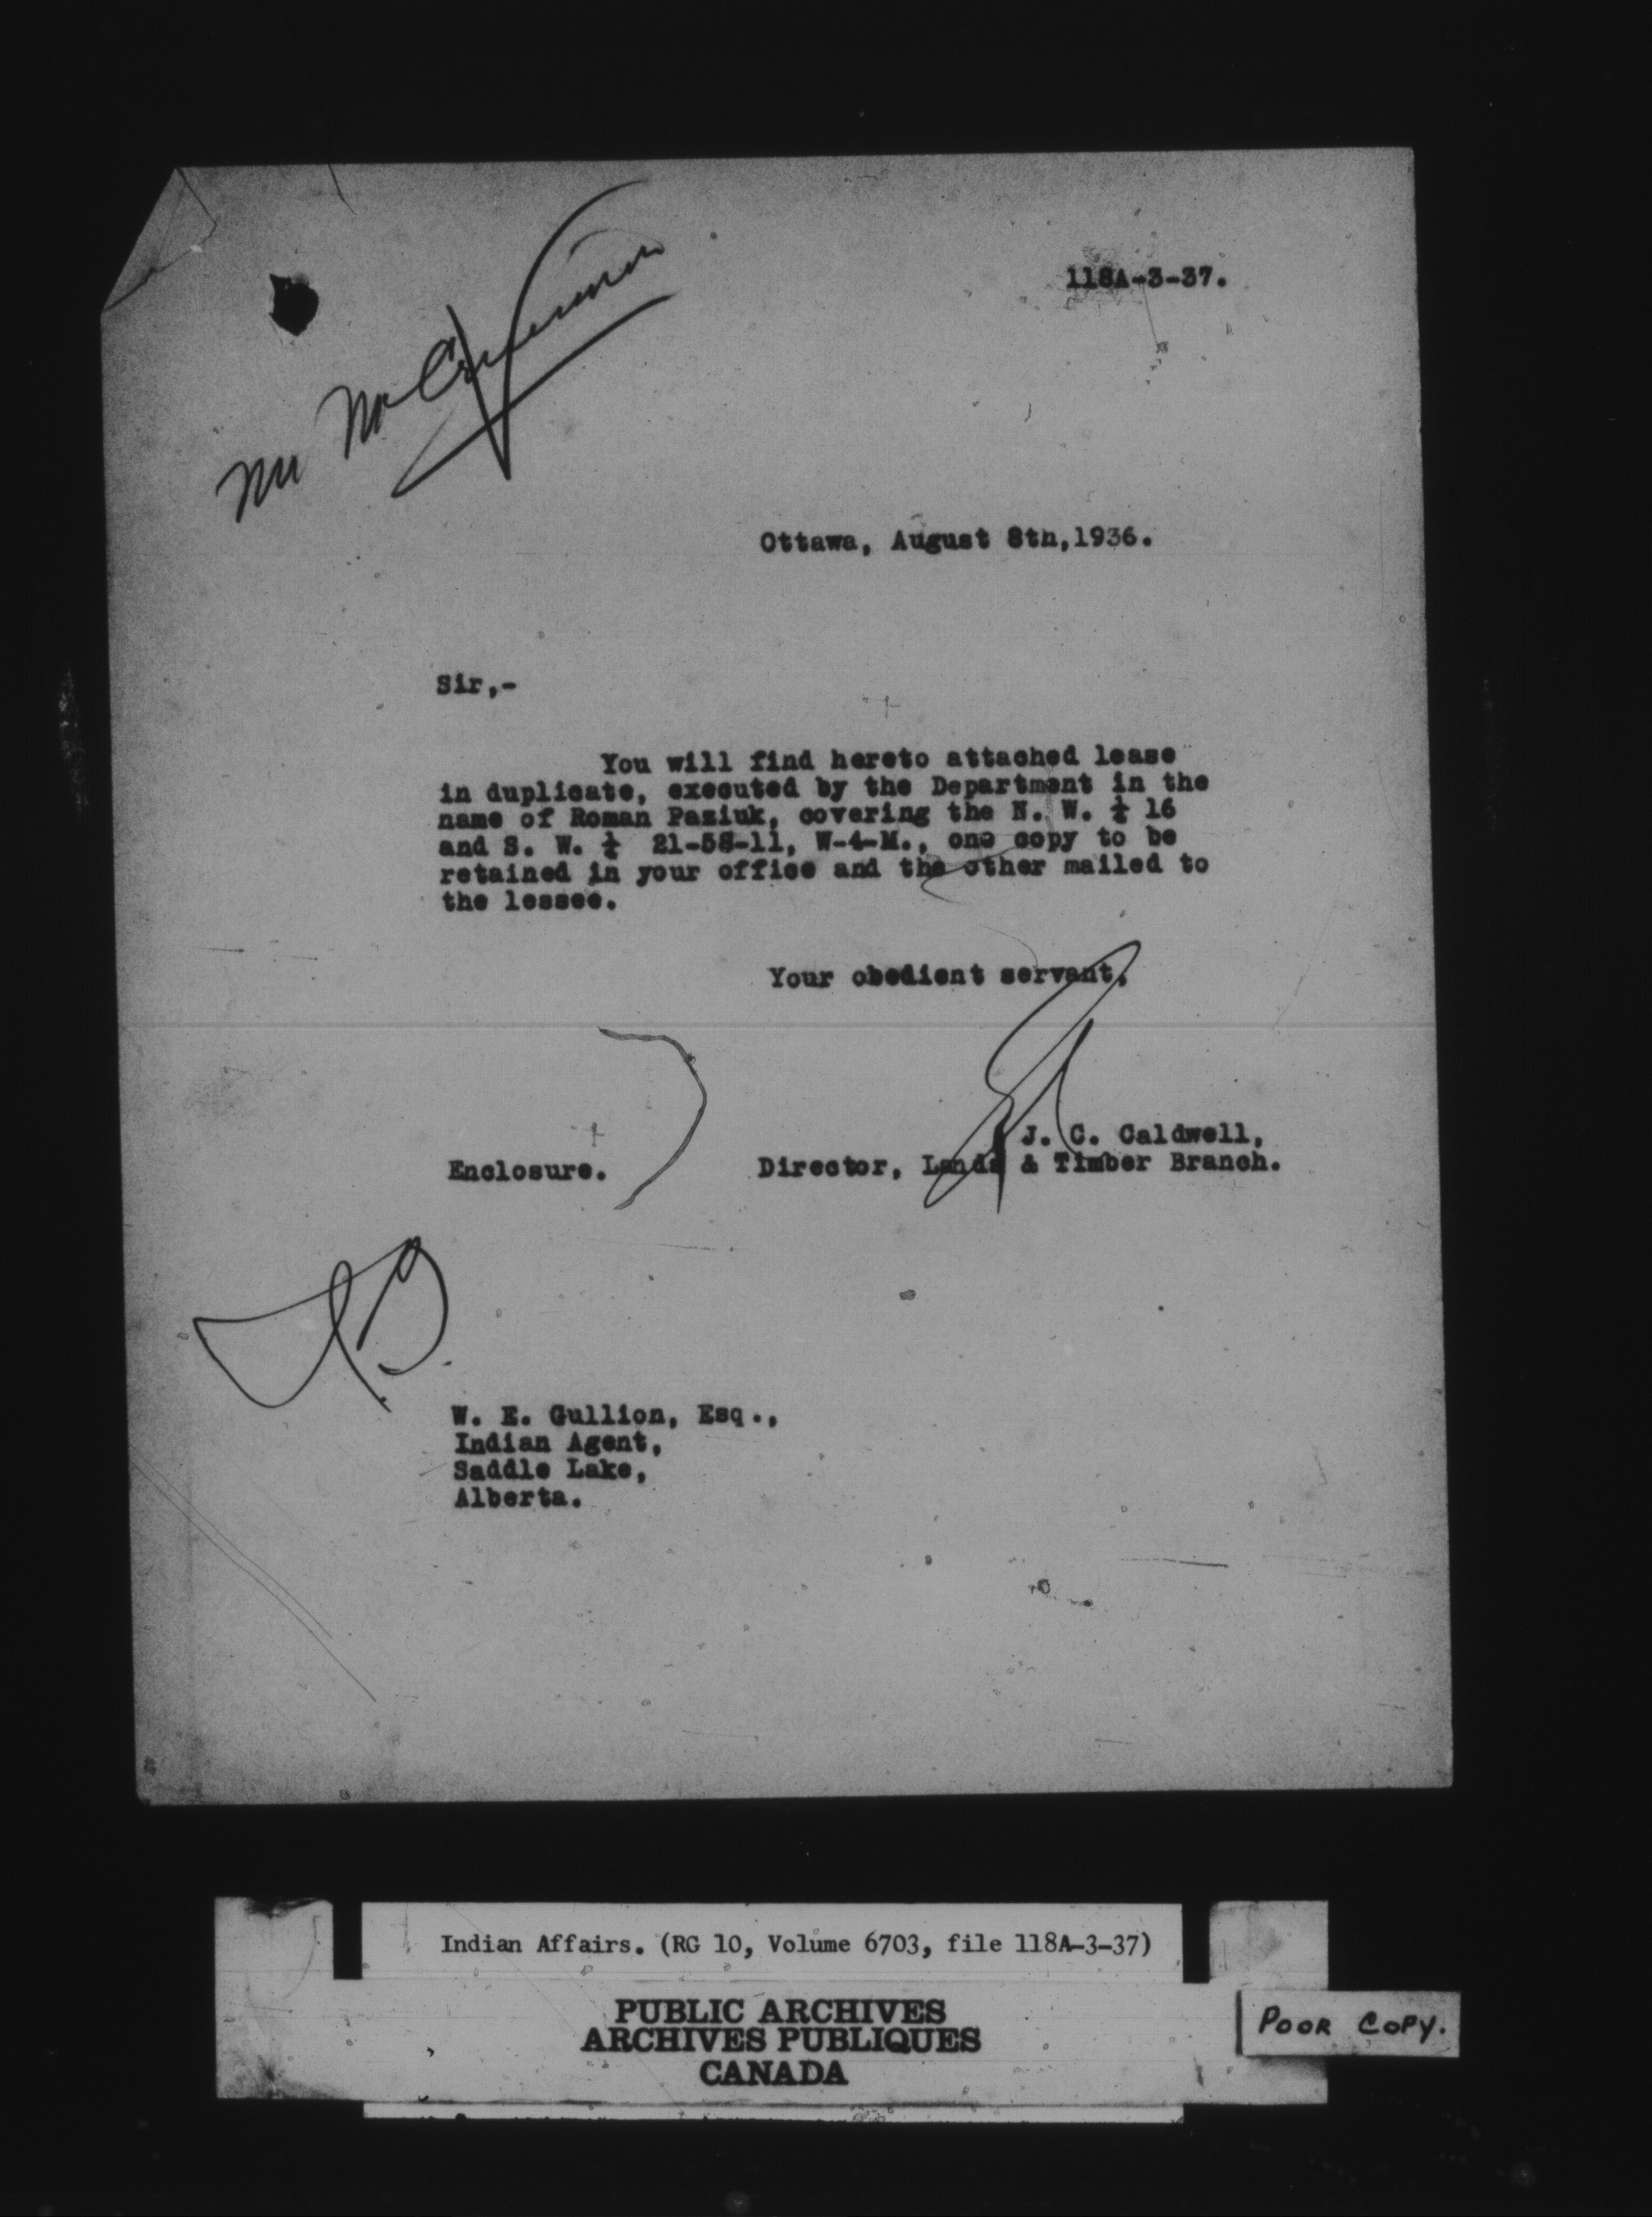 118A-3-37.
Mr
Ottawa, August 8th, 1936.
Sir,-
You will find hereto attached lease
in duplicate, executed by the Department in the
name of Roman Paziuk, covering the N. W. ¼ 16
and S. W. ¼ 21-58-11, W-4-M., one copy to be
retained in your office and the other mailed to
the lessee.
Your obedient servant,
J. C. Caldwell,
Enclosure. Director, Lands & Timber Branch.
W. E. Gullion, Esq.,
Indian Agent,
Saddle Lake,
Alberta.
Indian Affairs. (RG 10, Volume 6703, file 118A-3-37)
PUBLIC ARCHIVES
ARCHIVES PUBLIQUES
CANADA
POOR COPY.